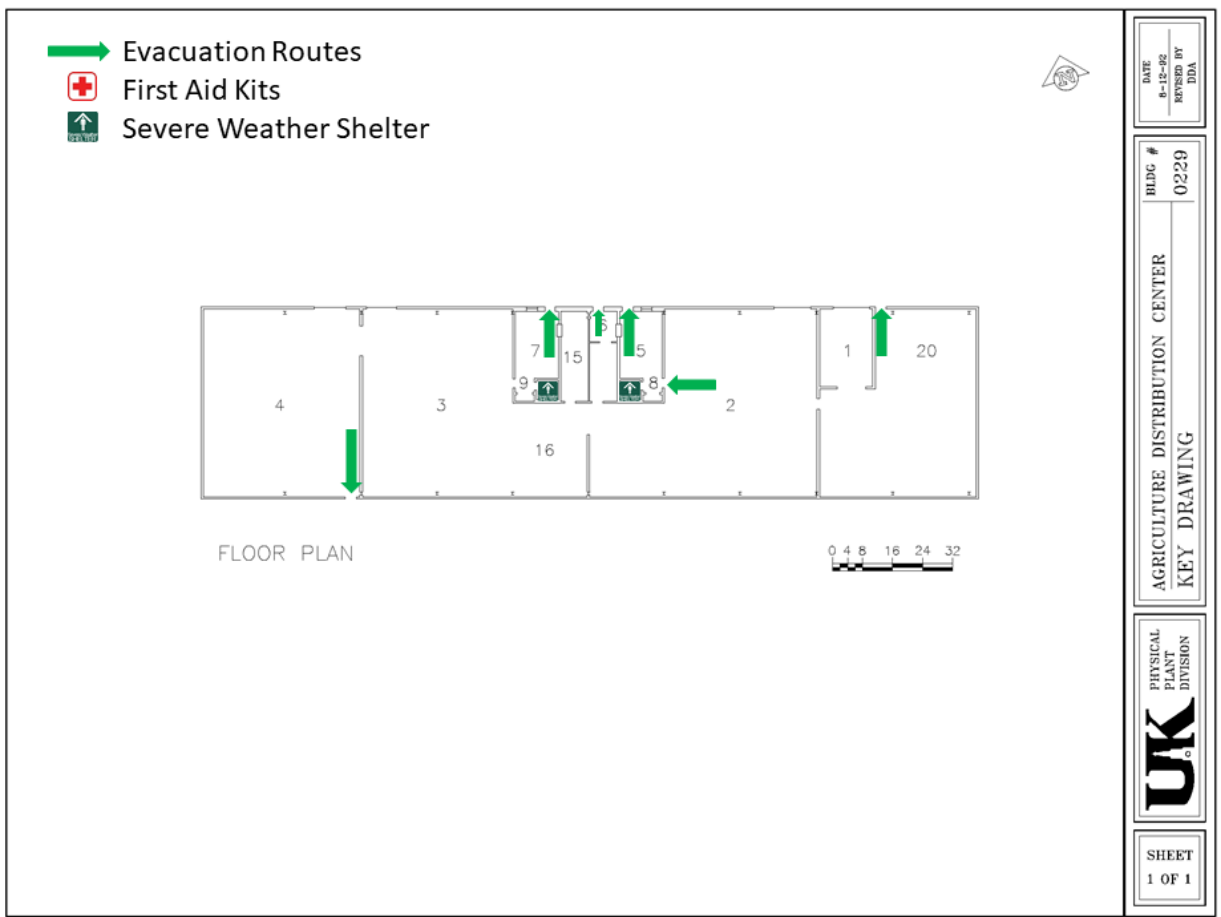 Evacuation Routes
First Aid Kits
Severe Weather Shelter
N
6
7
15
5
1
20
9
8
4
3
2
16
FLOOR PLAN
0 4 8 16 24 32
DATE
8-12-92
REVISED BY
DDA
BLDG #
0229
AGRICULTURE DISTRIBUTION CENTER
KEY DRAWING
PHYSICAL
PLANT
DIVISION
UK
SHEET
1 OF 1